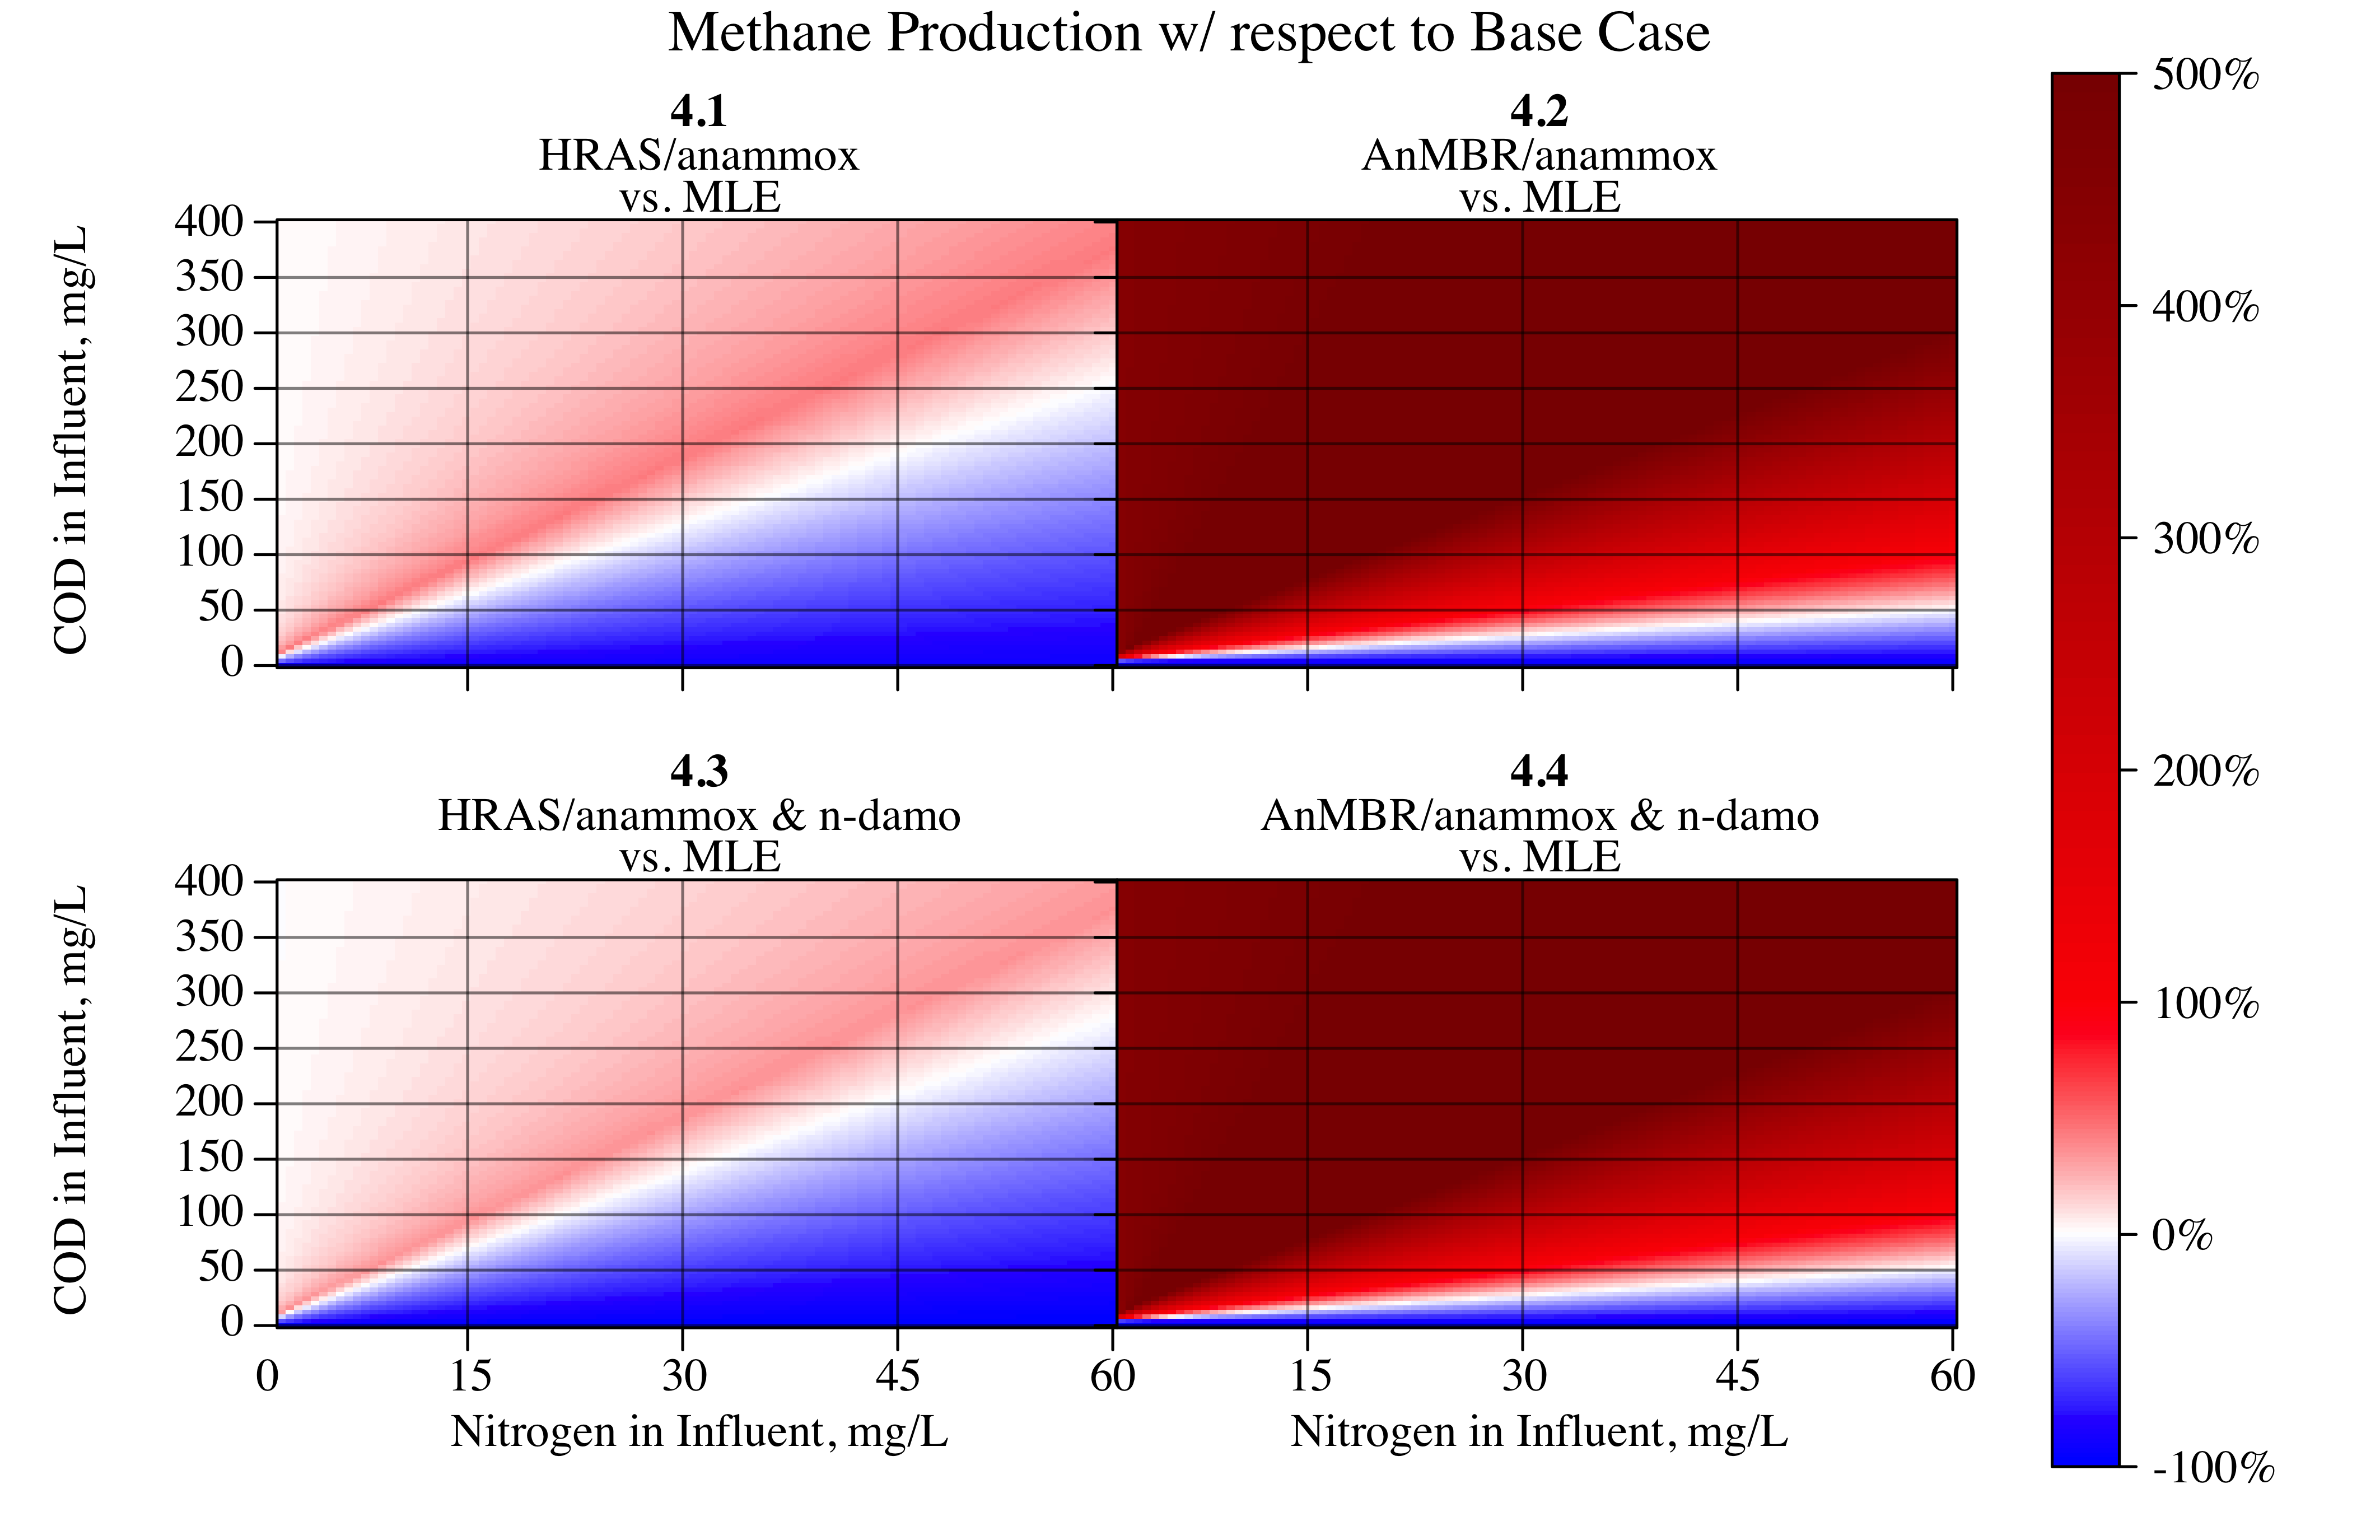 Methane Production w/ respect to Base Case
4.1
HRAS/anammox
vs. MLE
4.2
AnMBR/anammox
vs. MLE
COD in Influent, mg/L
400
350
300
250
200
150
100
50
0
4.3
HRAS/anammox & n-damo
vs. MLE
4.4
AnMBR/anammox & n-damo
vs. MLE
COD in Influent, mg/L
400
350
300
250
200
150
100
50
0
0 15 30 45 60 15 30 45 60
Nitrogen in Influent, mg/L
Nitrogen in Influent, mg/L
500%
400%
300%
200%
100%
0%
-100%